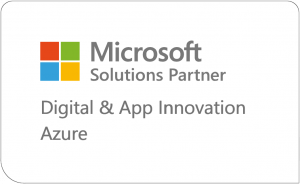 Microsoft
Solutions Partner
Digital & App Innovation
Azure